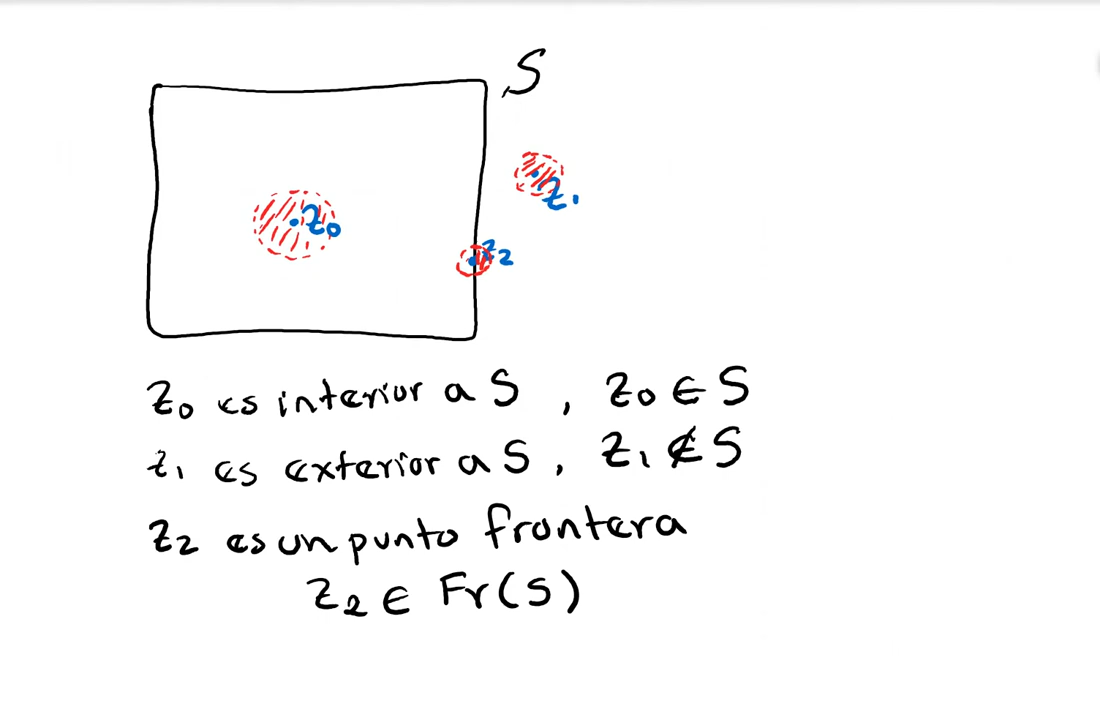 S
z₁
z₀
z₂
z₀ es interior a S , z₀ ∈ S
z₁ es exterior a S , z₁ ∉ S
z₂ es un punto frontera
z₂ ∈ Fr(S)